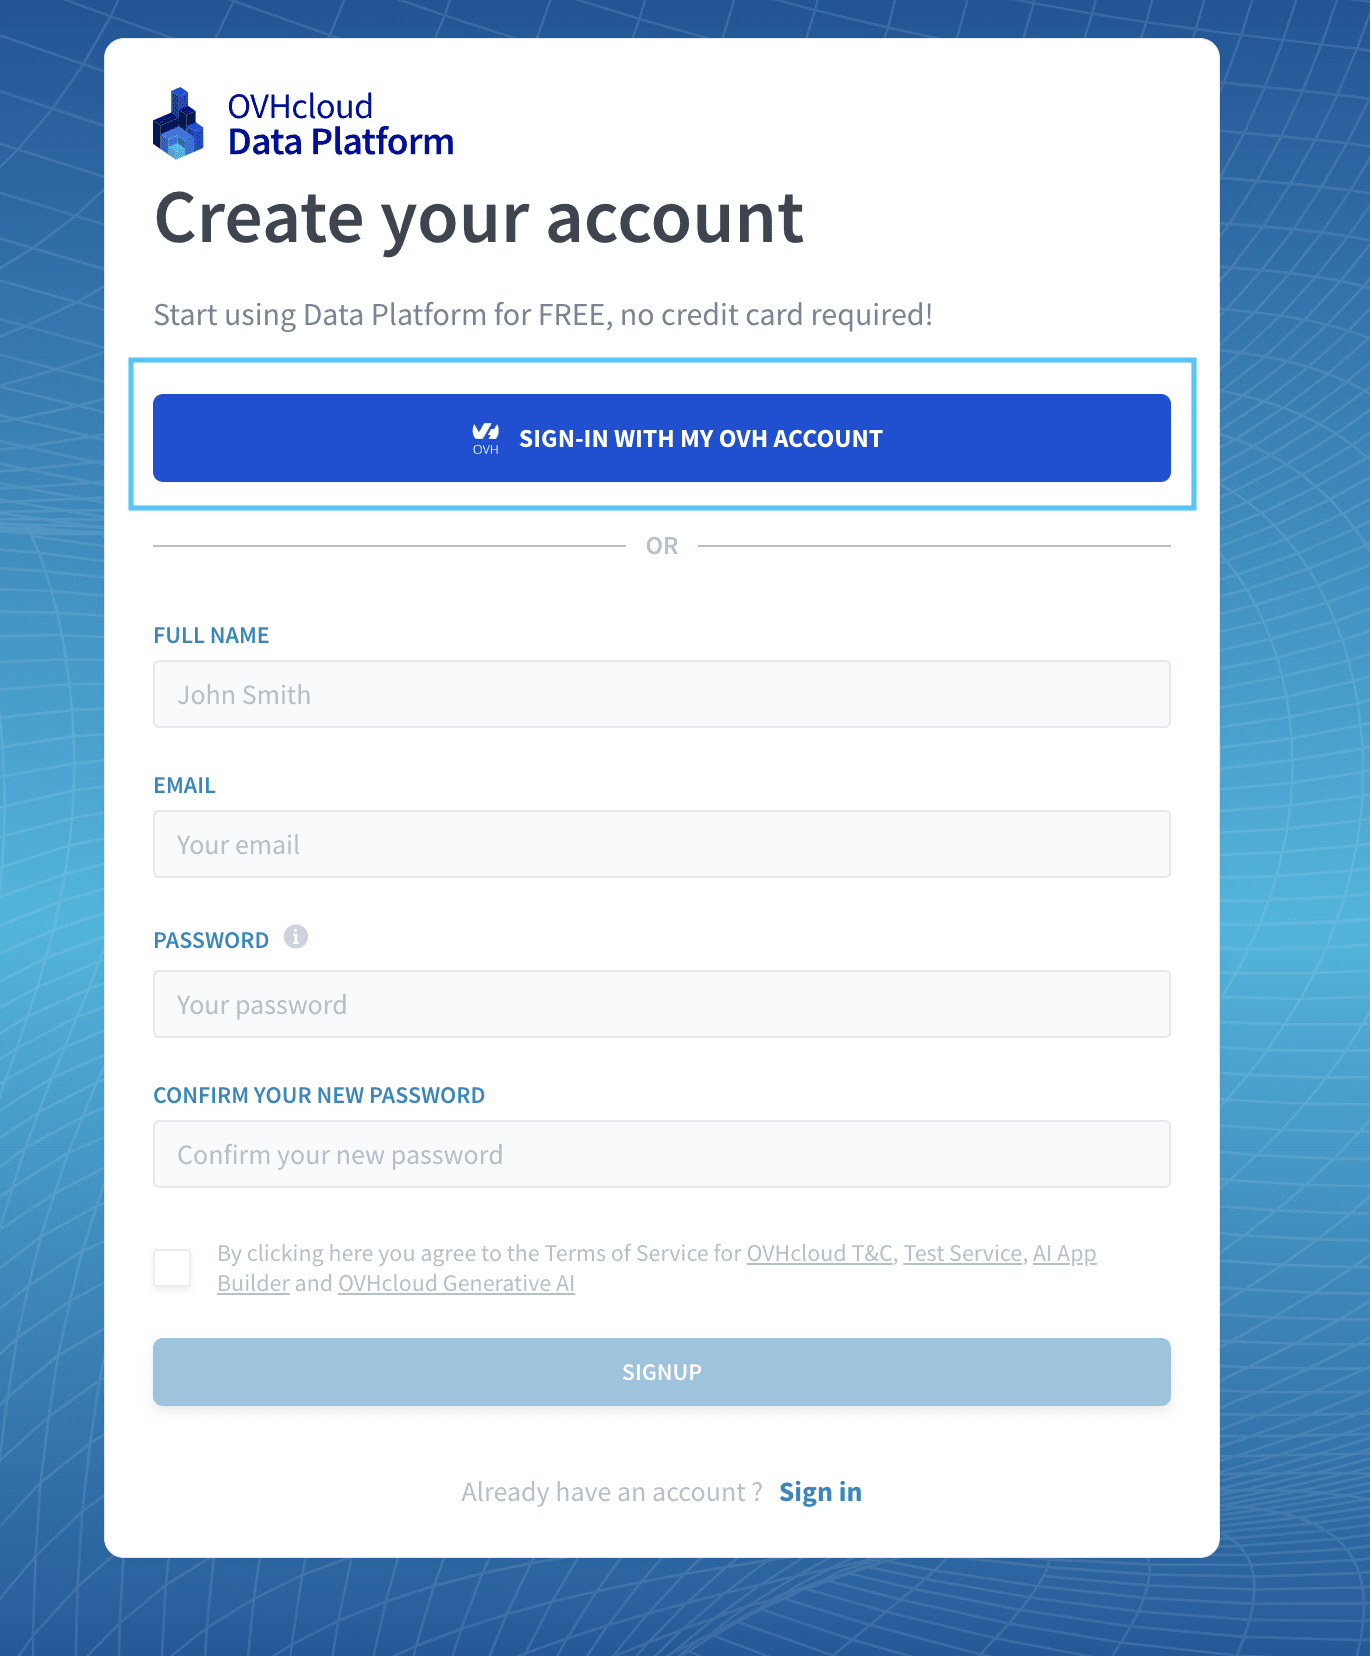 OVHcloud
Data Platform
Create your account
Start using Data Platform for FREE, no credit card required!
OVH
SIGN-IN WITH MY OVH ACCOUNT
OR
FULL NAME
John Smith
EMAIL
Your email
PASSWORD
Your password
CONFIRM YOUR NEW PASSWORD
Confirm your new password
By clicking here you agree to the Terms of Service for OVHcloud T&C, Test Service, AI App
Builder and OVHcloud Generative AI
SIGNUP
Already have an account ? Sign in